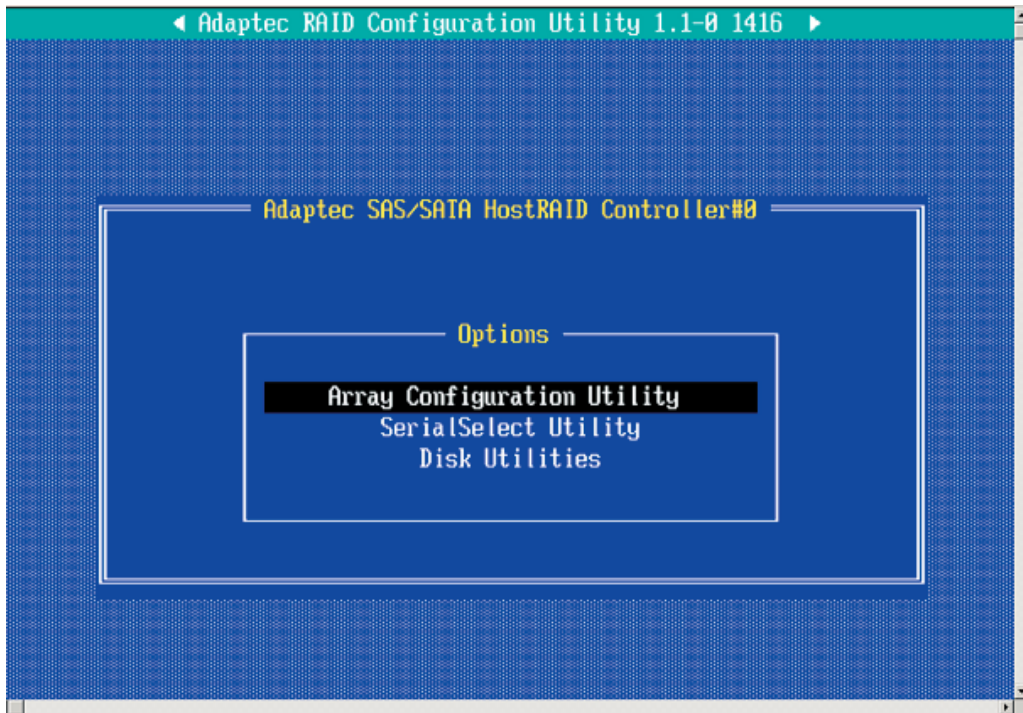 Adaptec RAID Configuration Utility 1.1-0 1416
Adaptec SAS/SATA HostRAID Controller#0
Options
Array Configuration Utility
SerialSelect Utility
Disk Utilities